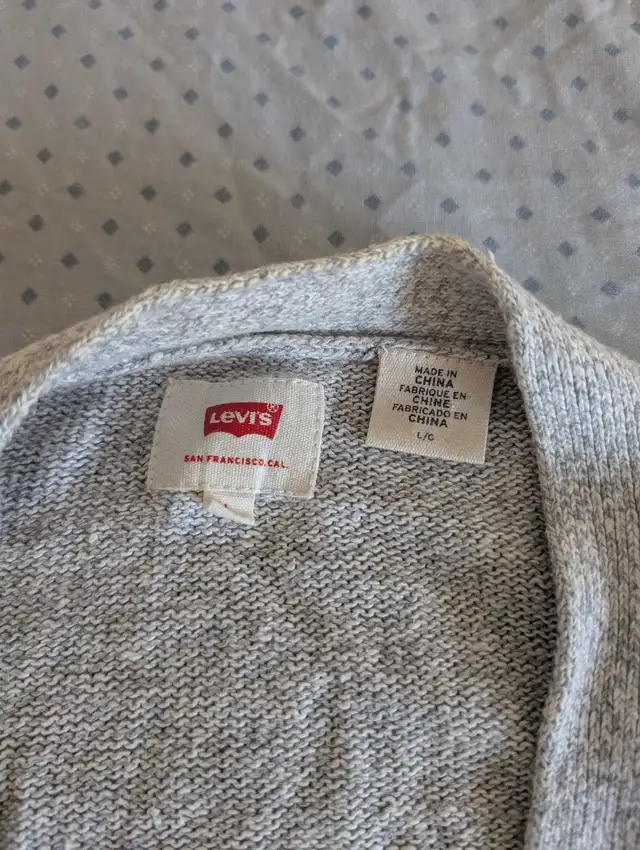 LEVI'S®
SAN FRANCISCO, CAL.
MADE IN
CHINA
FABRIQUE EN
CHINE
FABRICADO EN
CHINA
L/G